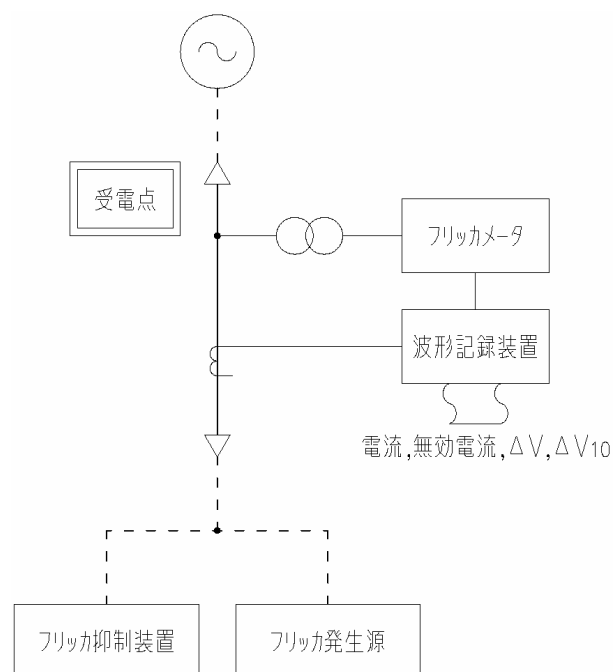 受電点
フリッカメータ
波形記録装置
電流,無効電流,ΔV,ΔV10
フリッカ抑制装置
フリッカ発生源